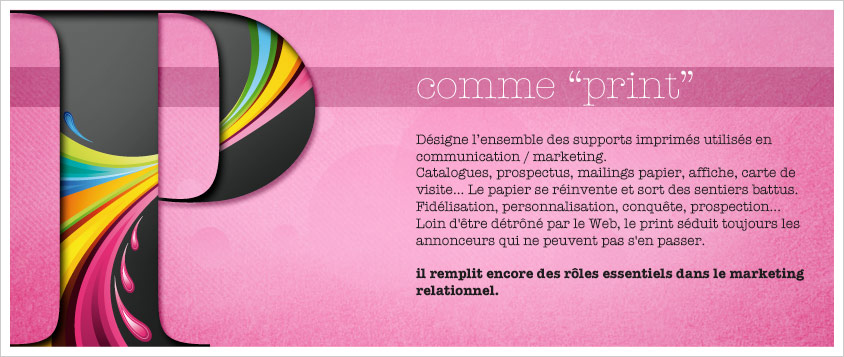 P
comme “print”
Désigne l’ensemble des supports imprimés utilisés en
communication / marketing.
Catalogues, prospectus, mailings papier, affiche, carte de
visite... Le papier se réinvente et sort des sentiers battus.
Fidélisation, personnalisation, conquête, prospection...
Loin d'être détrôné par le Web, le print séduit toujours les
annonceurs qui ne peuvent pas s'en passer.
il remplit encore des rôles essentiels dans le marketing
relationnel.